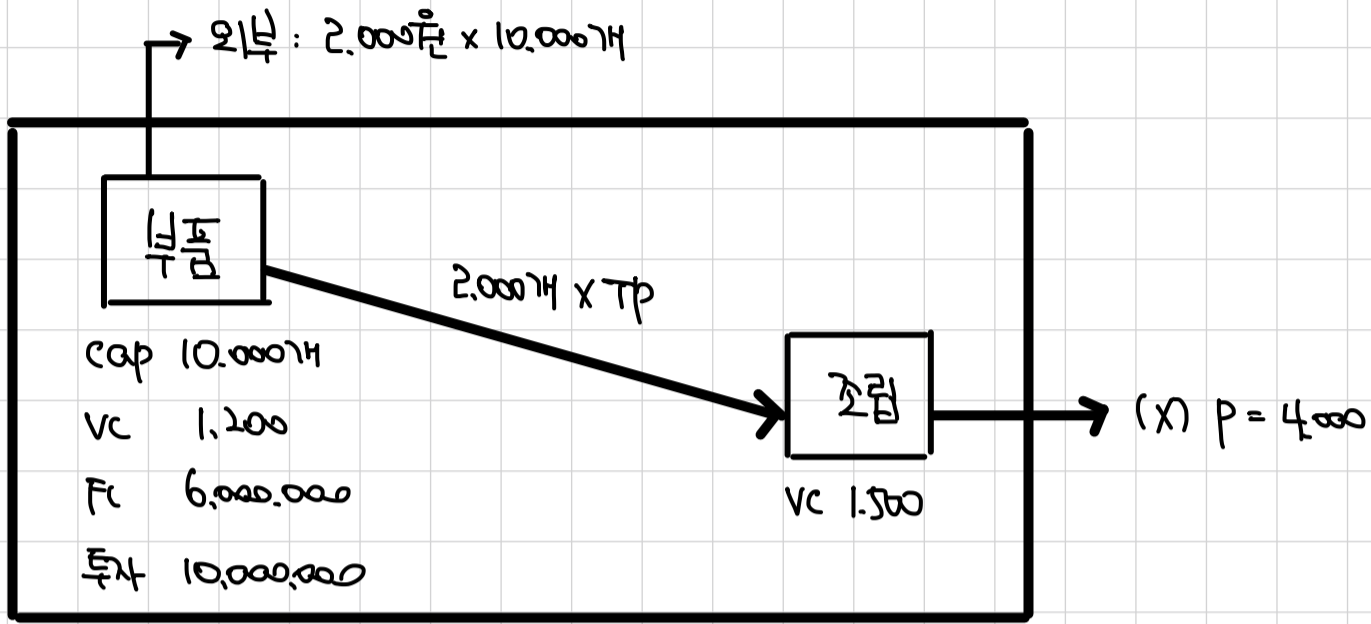 외부 : 2.000원 x 10.000개
부품
2.000개 x TP
cap 10.000개
VC 1.200
FC 6,000.000
투자 10,000,000
조립
VC 1.500
(X) P = 4.000